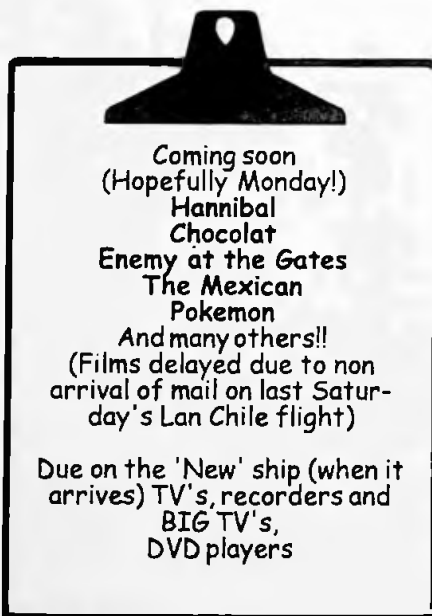 Coming soon
(Hopefully Monday!)
Hannibal
Chocolat
Enemy at the Gates
The Mexican
Pokemon
And many others!!
(Films delayed due to non
arrival of mail on last Satur-
day's Lan Chile flight)
Due on the 'New' ship (when it
arrives) TV's, recorders and
BIG TV's,
DVD players